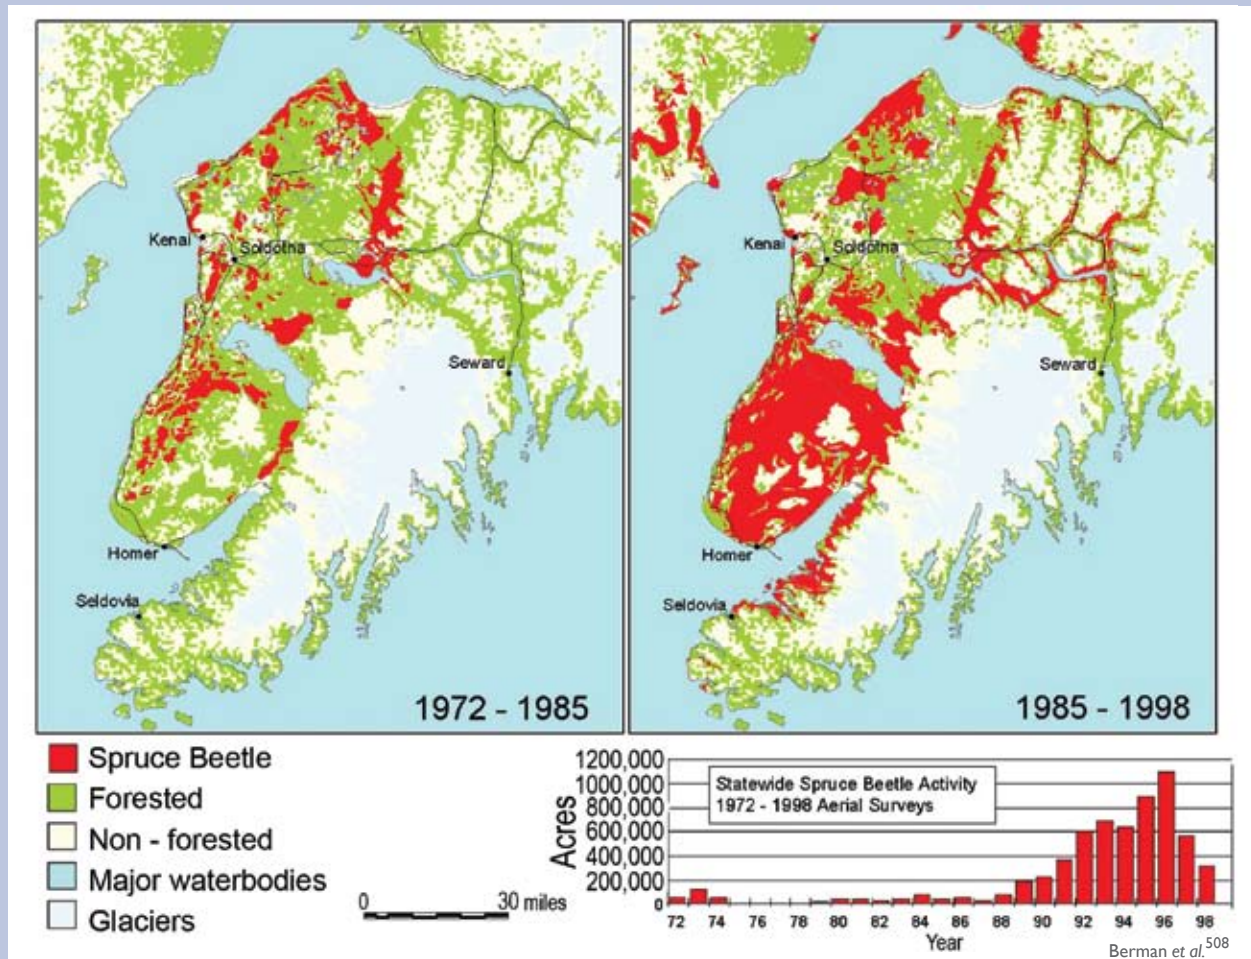 Kenai
Soldotna
Seward
Homer
Seldovia
1972 - 1985
Kenai
Soldotna
Seward
Homer
Seldovia
1985 - 1998
Spruce Beetle
Forested
Non - forested
Major waterbodies
Glaciers
0 30 miles
Statewide Spruce Beetle Activity
1972 - 1998 Aerial Surveys
Acres
1200,000
1000,000
800,000
600,000
400,000
200,000
0
72 74 76 78 80 82 84 86 88 90 92 94 96 98
Year
Berman et al.508